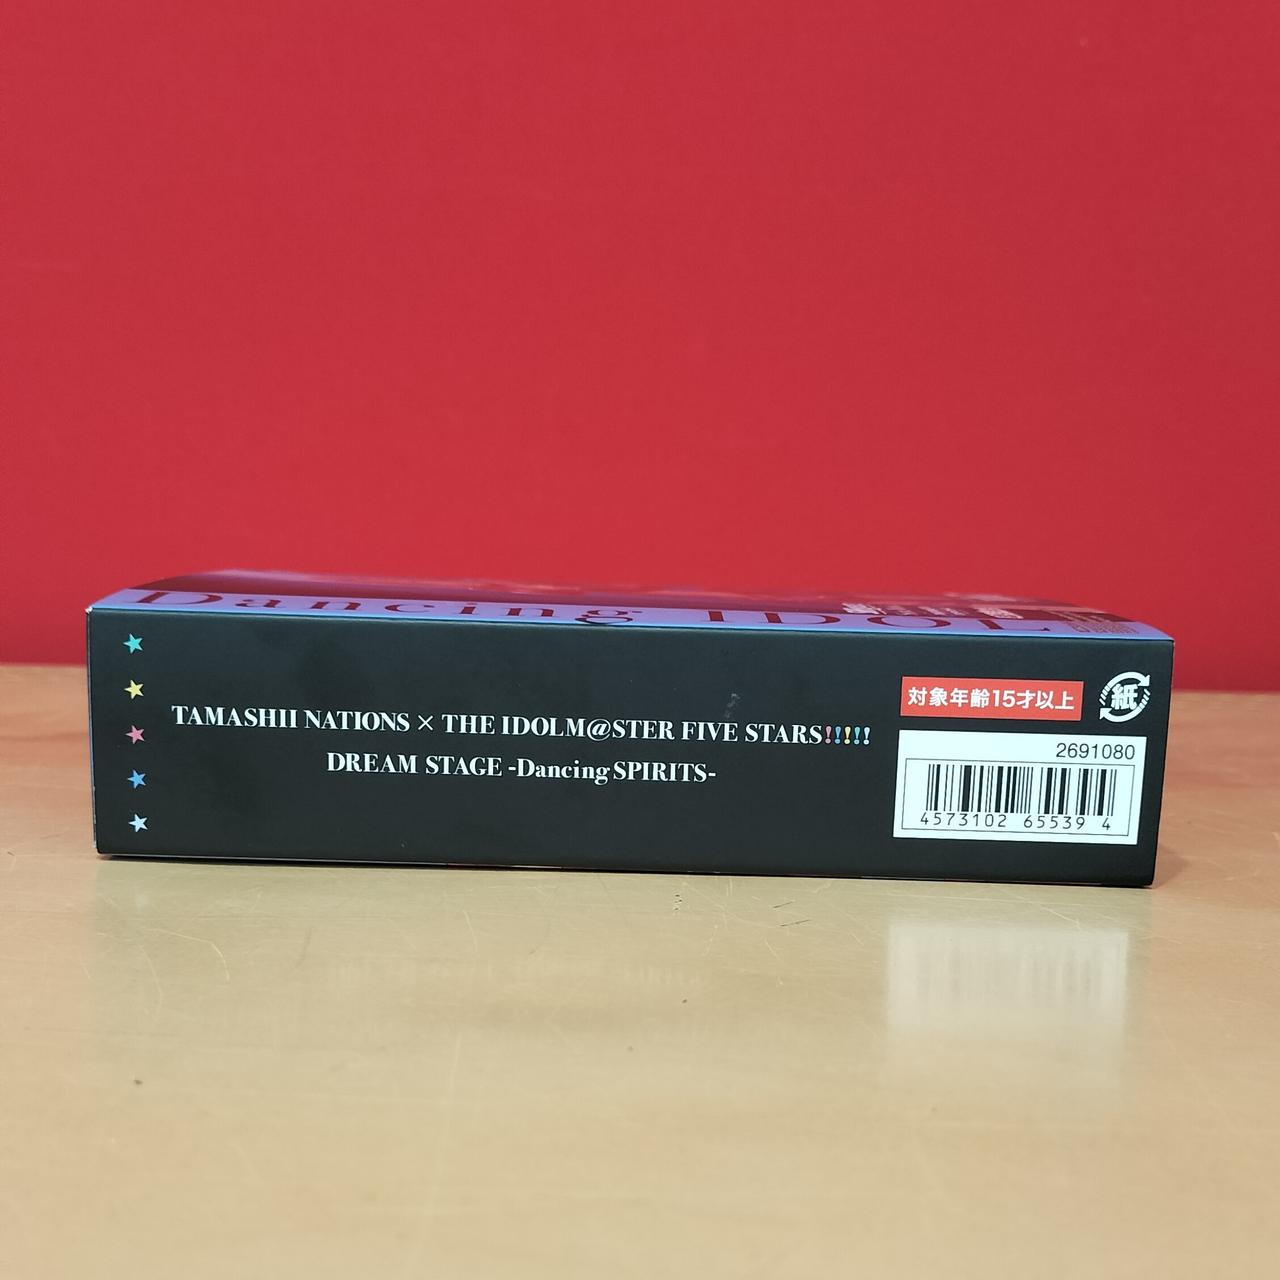 Dancing IDOL
TAMASHII NATIONS × THE IDOLM@STER FIVE STARS!!!!!
DREAM STAGE -Dancing SPIRITS-
対象年齢15才以上
紙
2691080
4573102 65539 4